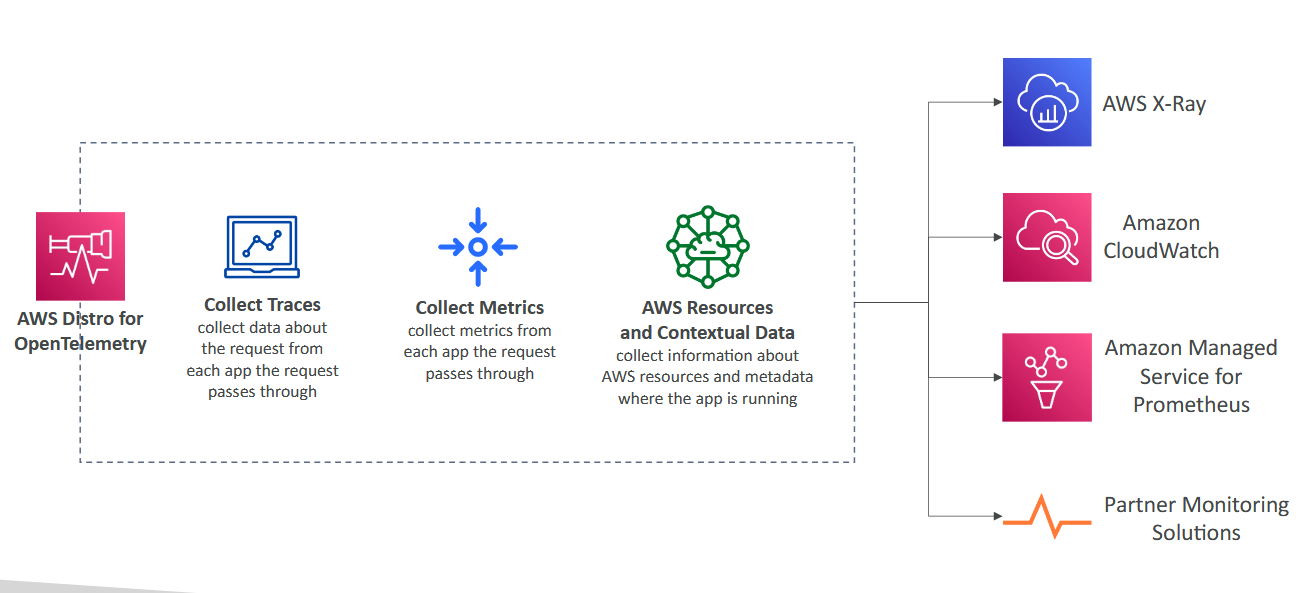 AWS Distro for
OpenTelemetry
Collect Traces
collect data about
the request from
each app the request
passes through
Collect Metrics
collect metrics from
each app the request
passes through
AWS Resources
and Contextual Data
collect information about
AWS resources and metadata
where the app is running
AWS X-Ray
Amazon
CloudWatch
Amazon Managed
Service for
Prometheus
Partner Monitoring
Solutions